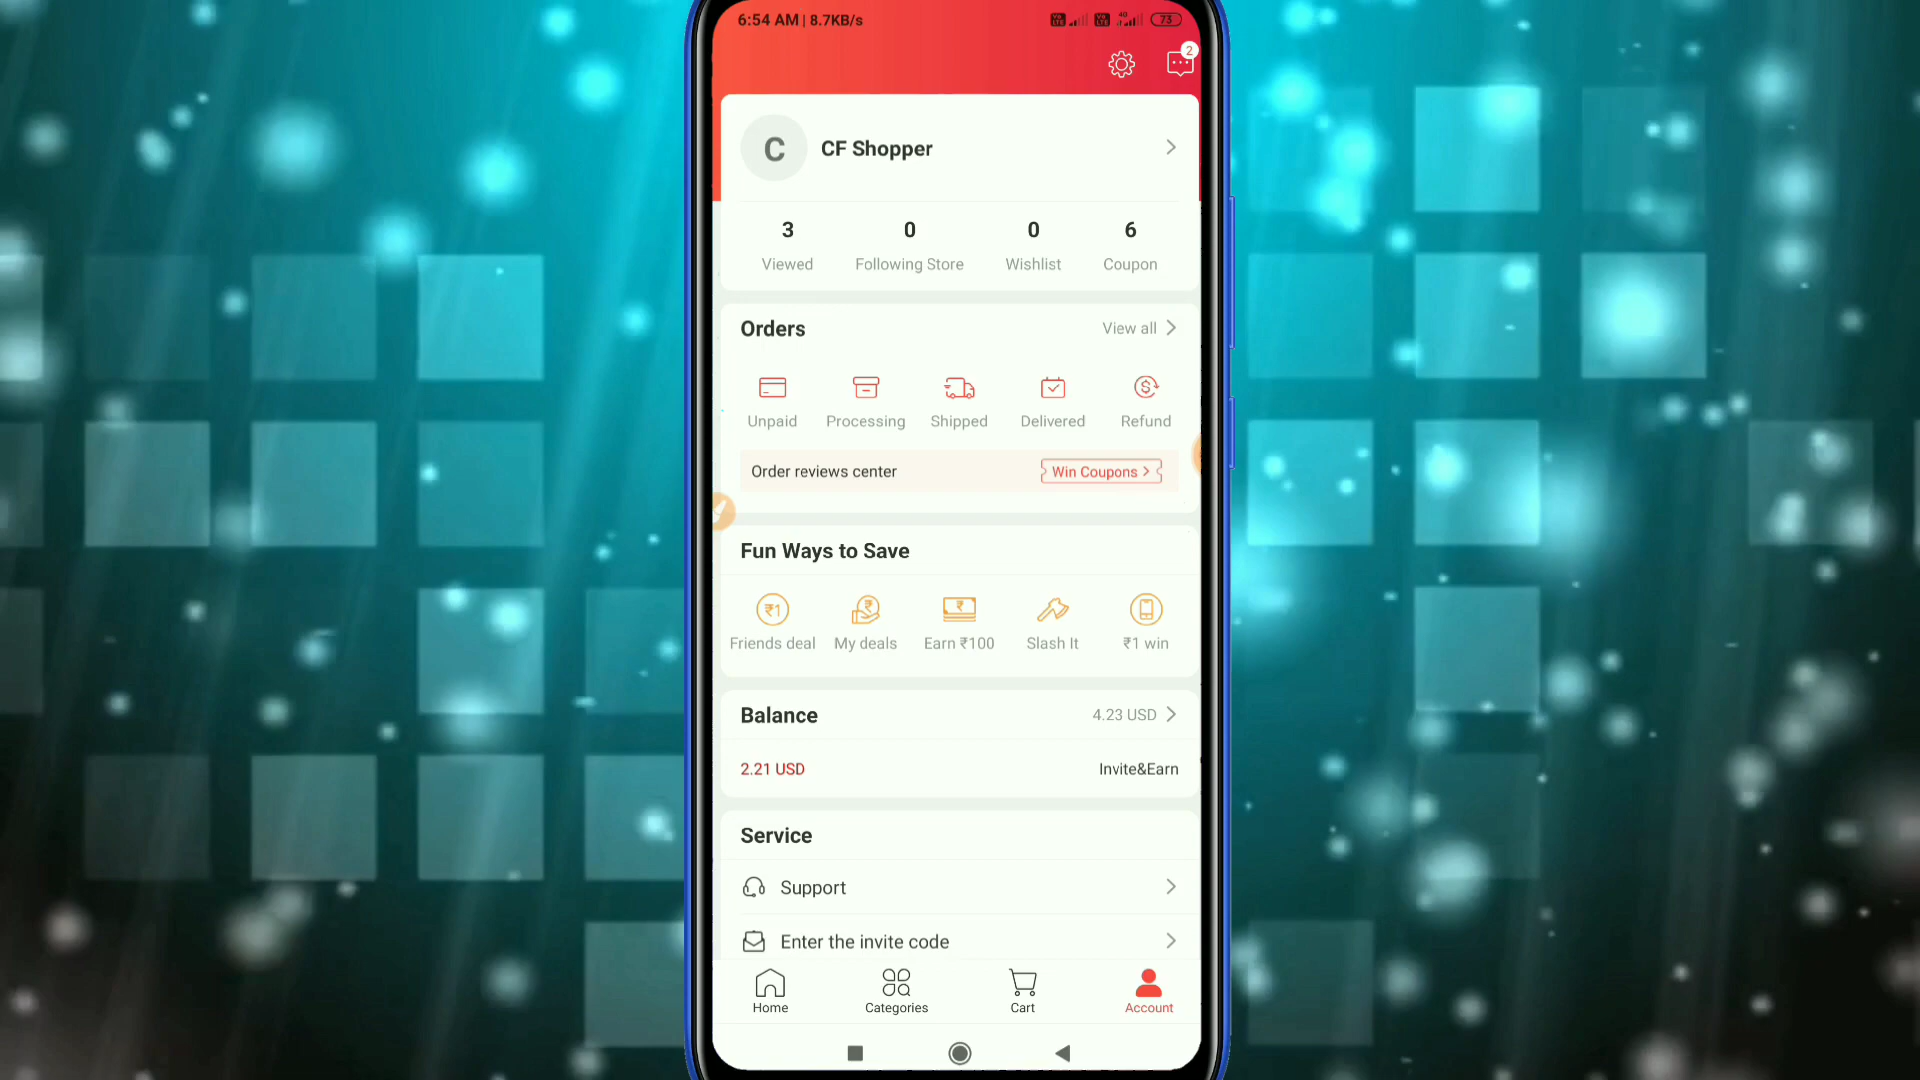 6:54 AM | 8.7KB/s
73
2
C
CF Shopper
3 0 0 6
Viewed Following Store Wishlist Coupon
Orders View all
Unpaid Processing Shipped Delivered Refund
Order reviews center Win Coupons >
Fun Ways to Save
₹1
Friends deal My deals Earn ₹100 Slash It ₹1 win
Balance 4.23 USD
2.21 USD Invite&Earn
Service
Support
Enter the invite code
Home Categories Cart Account